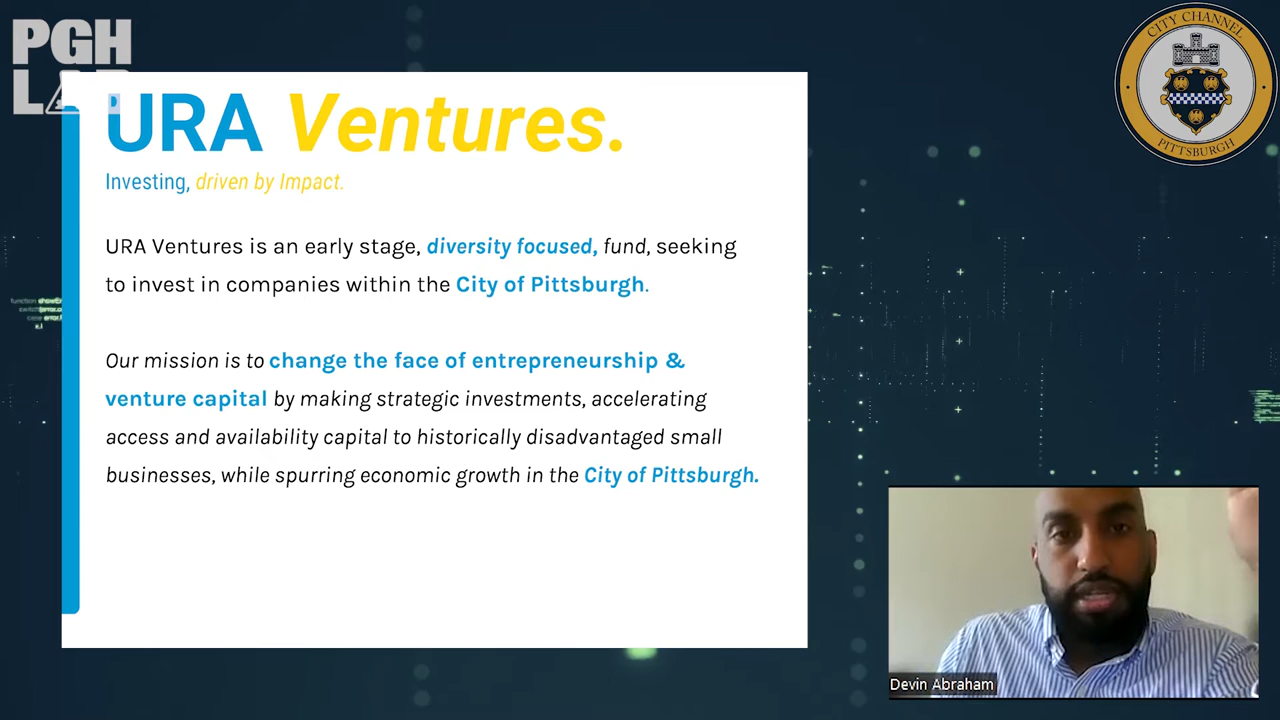 PGH
LAB
CITY CHANNEL
PITTSBURGH
URA Ventures.
Investing, driven by Impact.
URA Ventures is an early stage, diversity focused, fund, seeking
to invest in companies within the City of Pittsburgh.
Our mission is to change the face of entrepreneurship &
venture capital by making strategic investments, accelerating
access and availability capital to historically disadvantaged small
businesses, while spurring economic growth in the City of Pittsburgh.
Devin Abraham